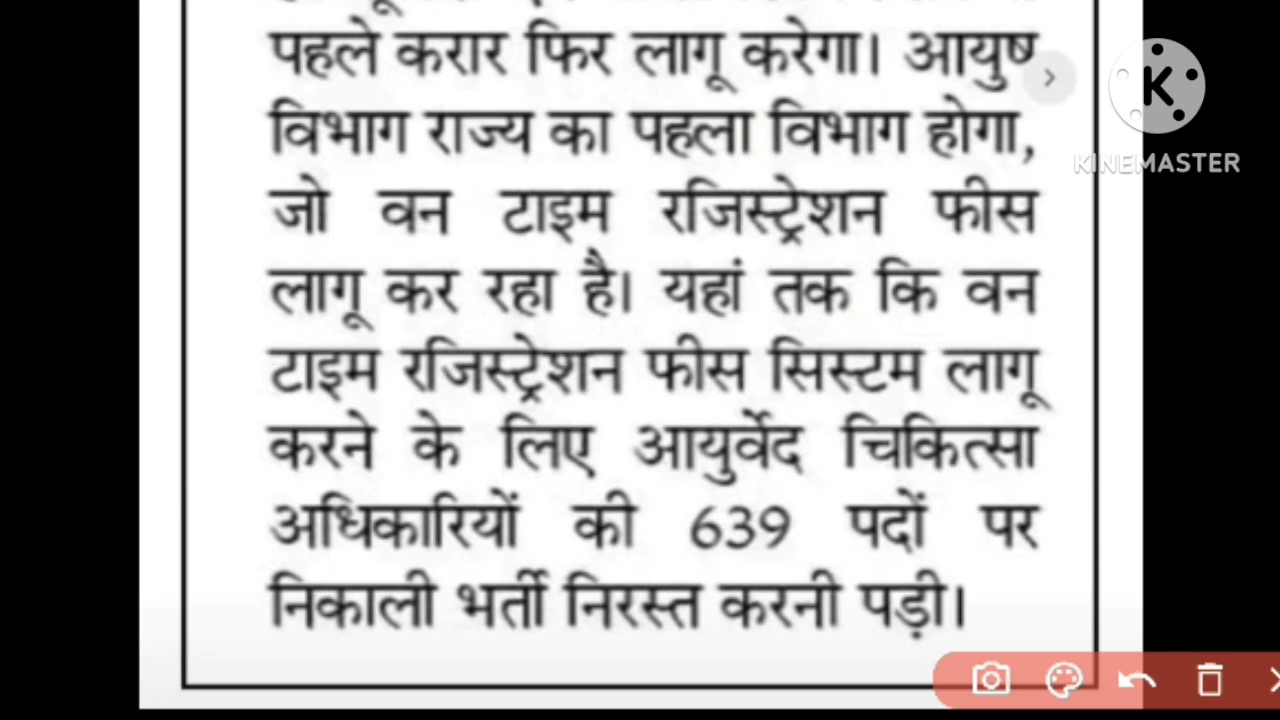 पहले करार फिर लागू करेगा। आयुष
विभाग राज्य का पहला विभाग होगा,
जो वन टाइम रजिस्ट्रेशन फीस
लागू कर रहा है। यहां तक कि वन
टाइम रजिस्ट्रेशन फीस सिस्टम लागू
करने के लिए आयुर्वेद चिकित्सा
अधिकारियों की 639 पदों पर
निकाली भर्ती निरस्त करनी पड़ी।
K
KINEMASTER